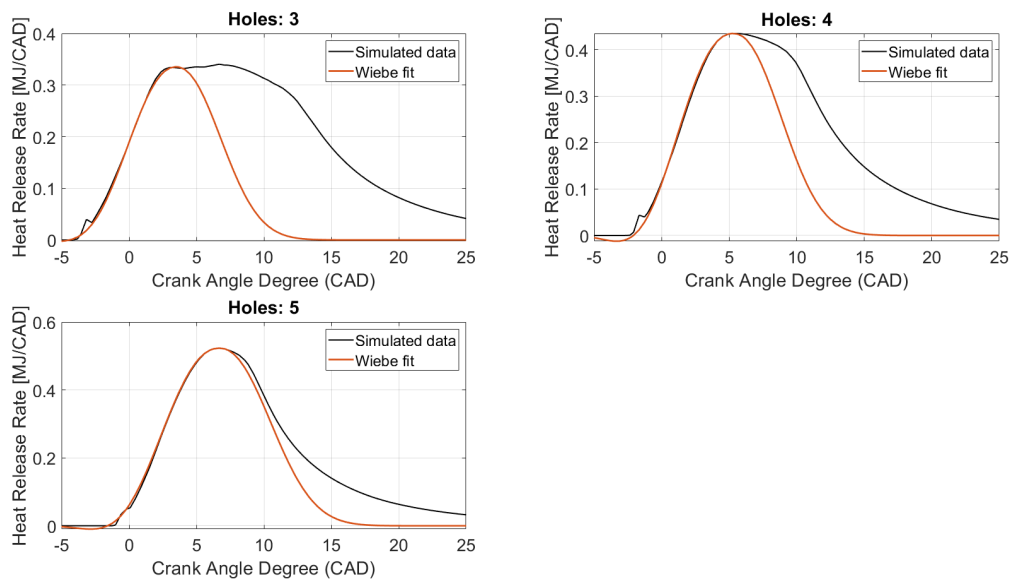 Holes: 3
Heat Release Rate [MJ/CAD]
0.4
0.3
0.2
0.1
0
-5
0
5
10
15
20
25
Crank Angle Degree (CAD)
Simulated data
Wiebe fit
Holes: 4
Heat Release Rate [MJ/CAD]
0.4
0.3
0.2
0.1
0
-5
0
5
10
15
20
25
Crank Angle Degree (CAD)
Simulated data
Wiebe fit
Holes: 5
Heat Release Rate [MJ/CAD]
0.6
0.4
0.2
0
-5
0
5
10
15
20
25
Crank Angle Degree (CAD)
Simulated data
Wiebe fit